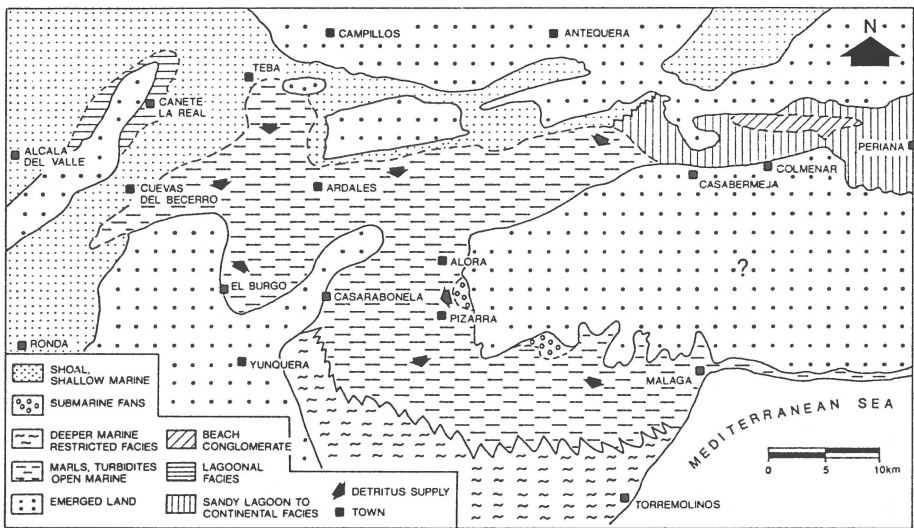 CAMPILLOS
ANTEQUERA
N
TEBA
CANETE
LA REAL
ALCALA
DEL VALLE
PERIANA
COLMENAR
CASABERMEJA
CUEVAS
DEL BECERRO
ARDALES
ALORA
?
EL BURGO
CASARABONELA
PIZARRA
RONDA
YUNQUERA
MALAGA
MEDITERRANEAN SEA
TORREMOLINOS
0 5 10km
SHOAL,
SHALLOW MARINE
SUBMARINE FANS
DEEPER MARINE
RESTRICTED FACIES
MARLS, TURBIDITES
OPEN MARINE
EMERGED LAND
BEACH
CONGLOMERATE
LAGOONAL
FACIES
SANDY LAGOON TO
CONTINENTAL FACIES
DETRITUS SUPPLY
TOWN